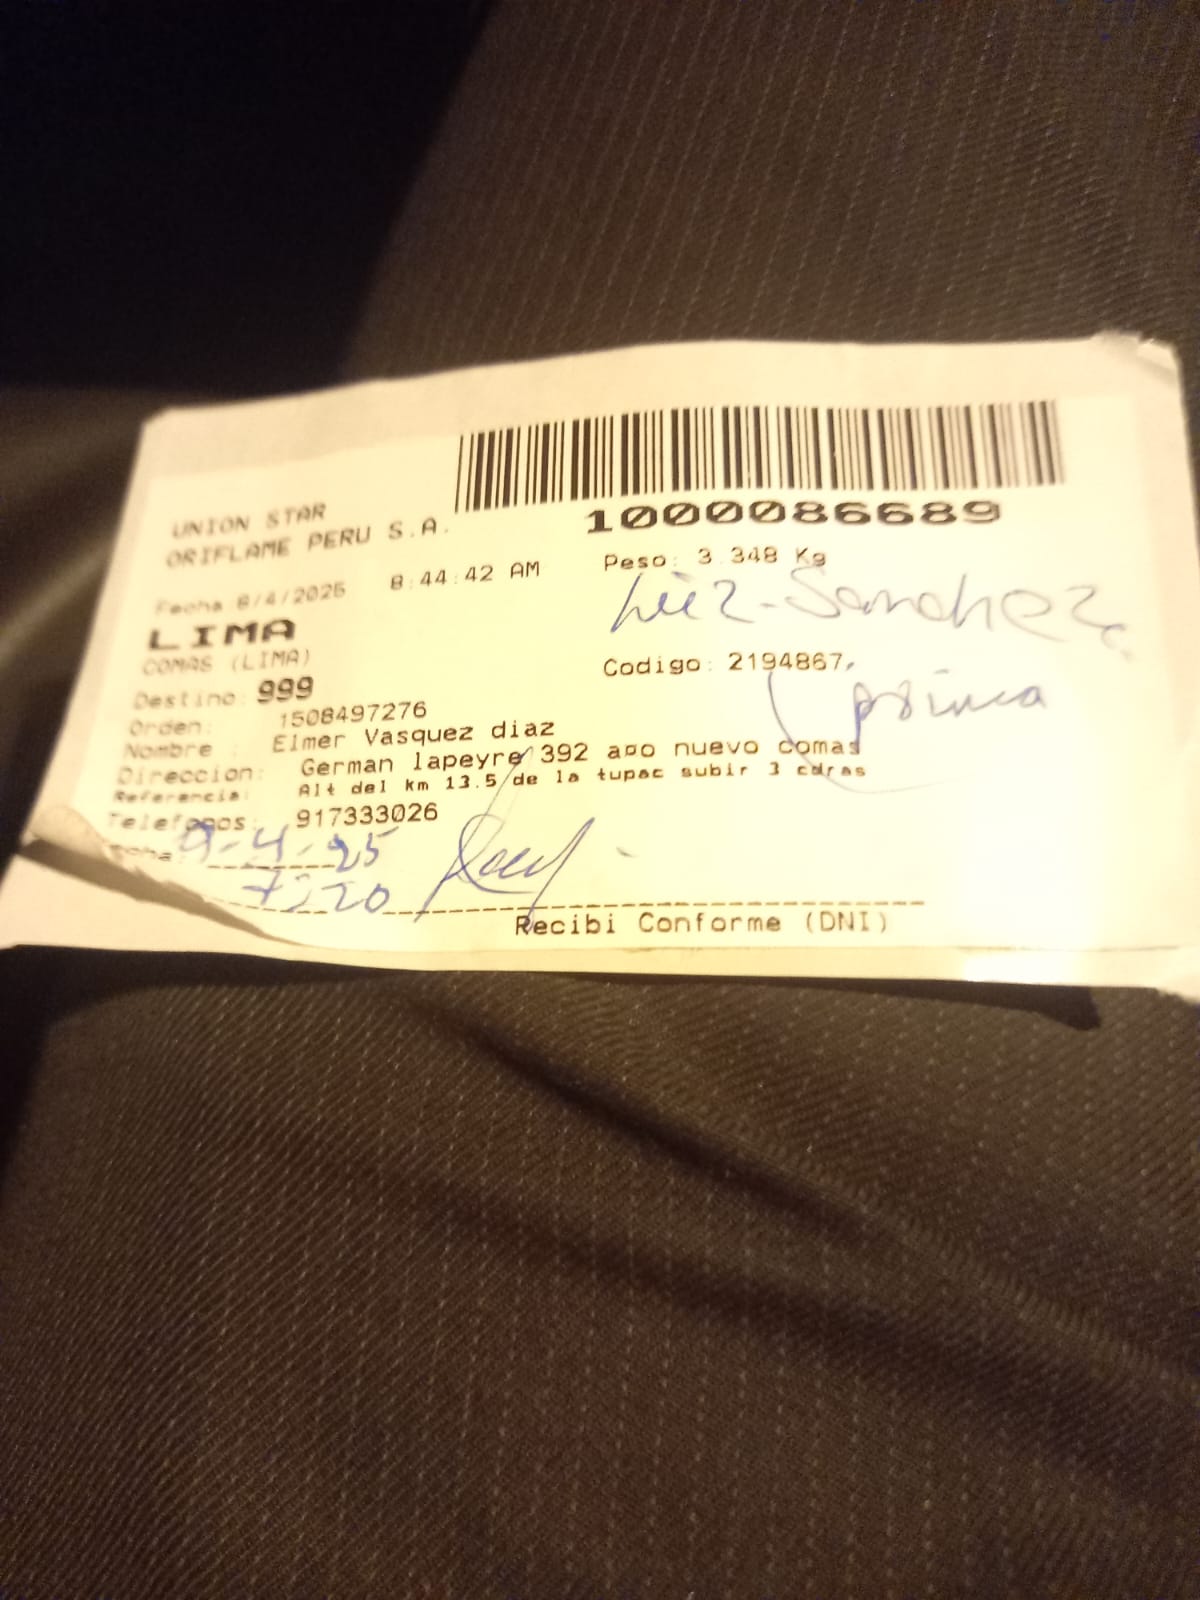 UNION STAR
ORIFLAME PERU S.A.
1000086689
Fecha 8/4/2025 8:44:42 AM
Peso: 3.348 Kg
LIMA
Luz-Sanchez
COMAS (LIMA)
Codigo: 2194867
Destino: 999
prima
Orden: 1508497276
Nombre : Elmer Vasquez diaz
Direccion: German lapeyre 392 a¤o nuevo comas
Referencia: Alt del km 13.5 de la tupac subir 3 cdras
Telefonos: 917333026
Fecha: 9-4-25
Recibi Conforme (DNI)